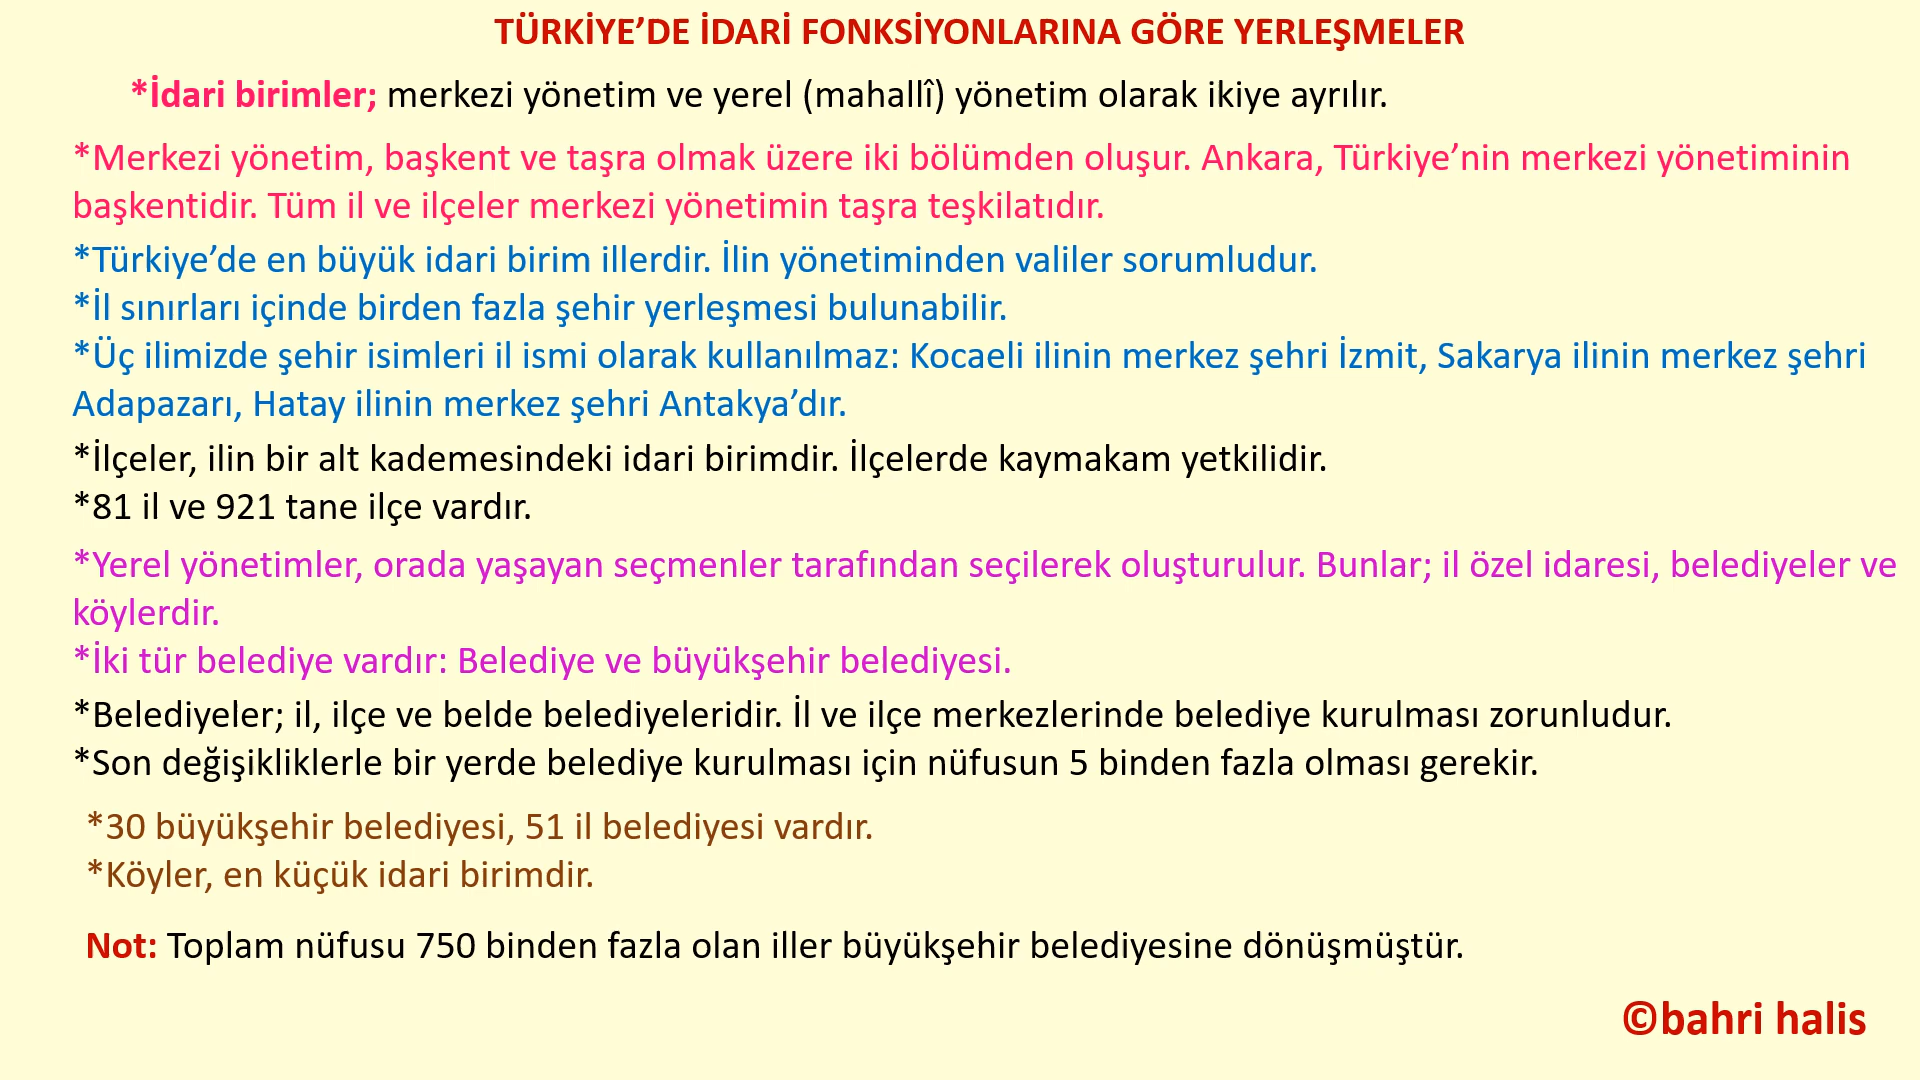 TÜRKİYE’DE İDARİ FONKSİYONLARINA GÖRE YERLEŞMELER
*İdari birimler; merkezi yönetim ve yerel (mahallî) yönetim olarak ikiye ayrılır.
*Merkezi yönetim, başkent ve taşra olmak üzere iki bölümden oluşur. Ankara, Türkiye’nin merkezi yönetiminin
başkentidir. Tüm il ve ilçeler merkezi yönetimin taşra teşkilatıdır.
*Türkiye’de en büyük idari birim illerdir. İlin yönetiminden valiler sorumludur.
*İl sınırları içinde birden fazla şehir yerleşmesi bulunabilir.
*Üç ilimizde şehir isimleri il ismi olarak kullanılmaz: Kocaeli ilinin merkez şehri İzmit, Sakarya ilinin merkez şehri
Adapazarı, Hatay ilinin merkez şehri Antakya’dır.
*İlçeler, ilin bir alt kademesindeki idari birimdir. İlçelerde kaymakam yetkilidir.
*81 il ve 921 tane ilçe vardır.
*Yerel yönetimler, orada yaşayan seçmenler tarafından seçilerek oluşturulur. Bunlar; il özel idaresi, belediyeler ve
köylerdir.
*İki tür belediye vardır: Belediye ve büyükşehir belediyesi.
*Belediyeler; il, ilçe ve belde belediyeleridir. İl ve ilçe merkezlerinde belediye kurulması zorunludur.
*Son değişikliklerle bir yerde belediye kurulması için nüfusun 5 binden fazla olması gerekir.
*30 büyükşehir belediyesi, 51 il belediyesi vardır.
*Köyler, en küçük idari birimdir.
Not: Toplam nüfusu 750 binden fazla olan iller büyükşehir belediyesine dönüşmüştür.
©bahri halis